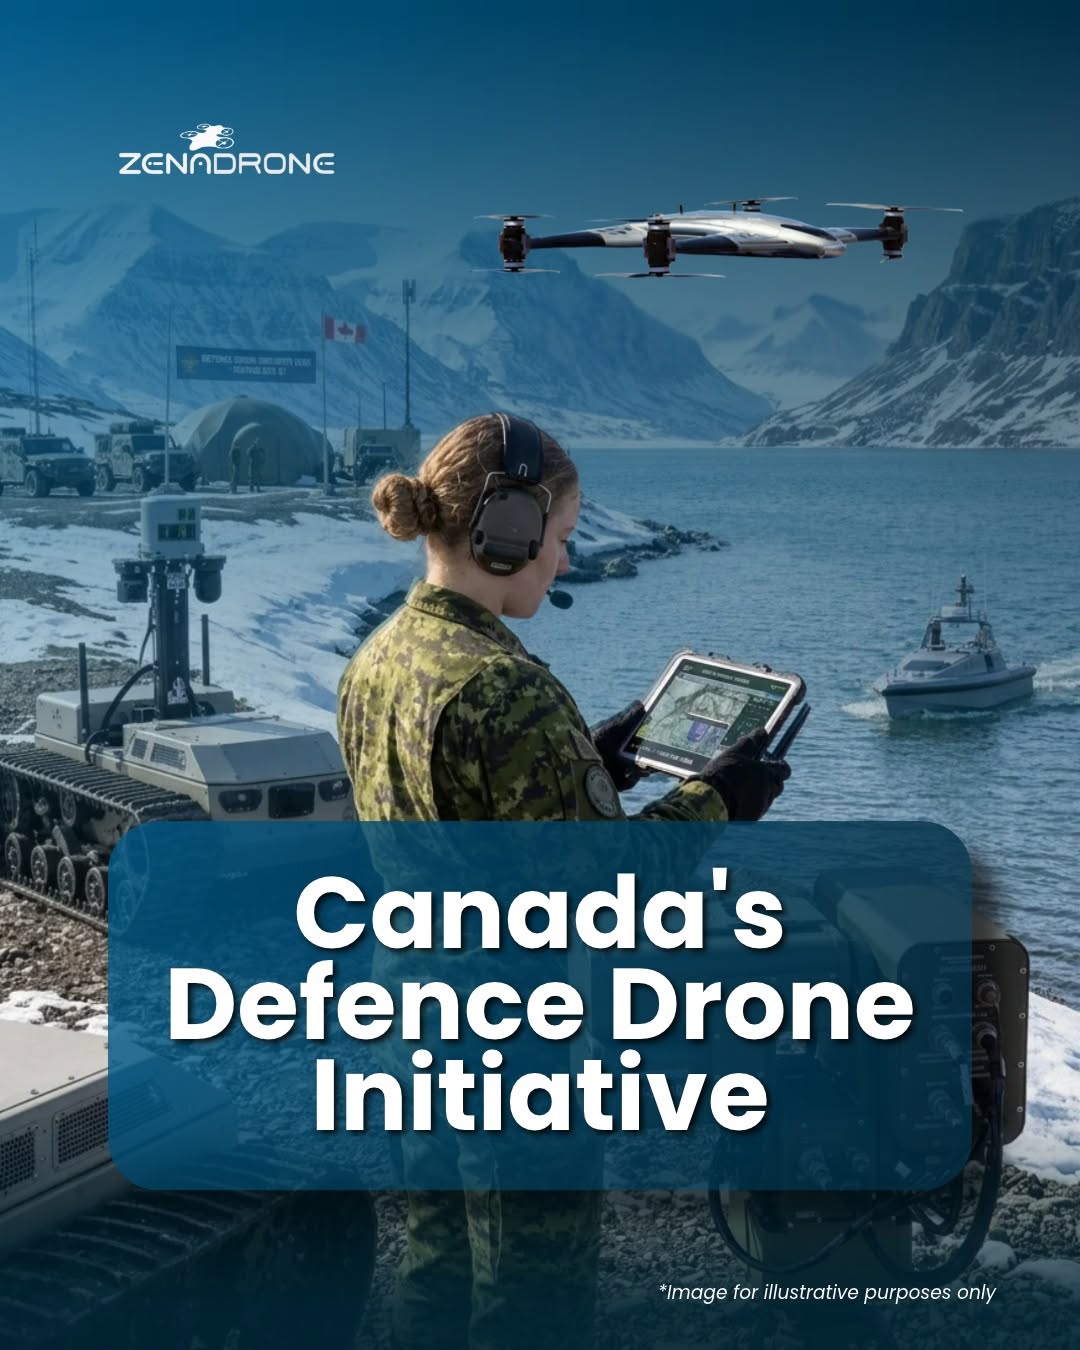 ZENADRONE
Canada's
Defence Drone
Initiative
*Image for illustrative purposes only